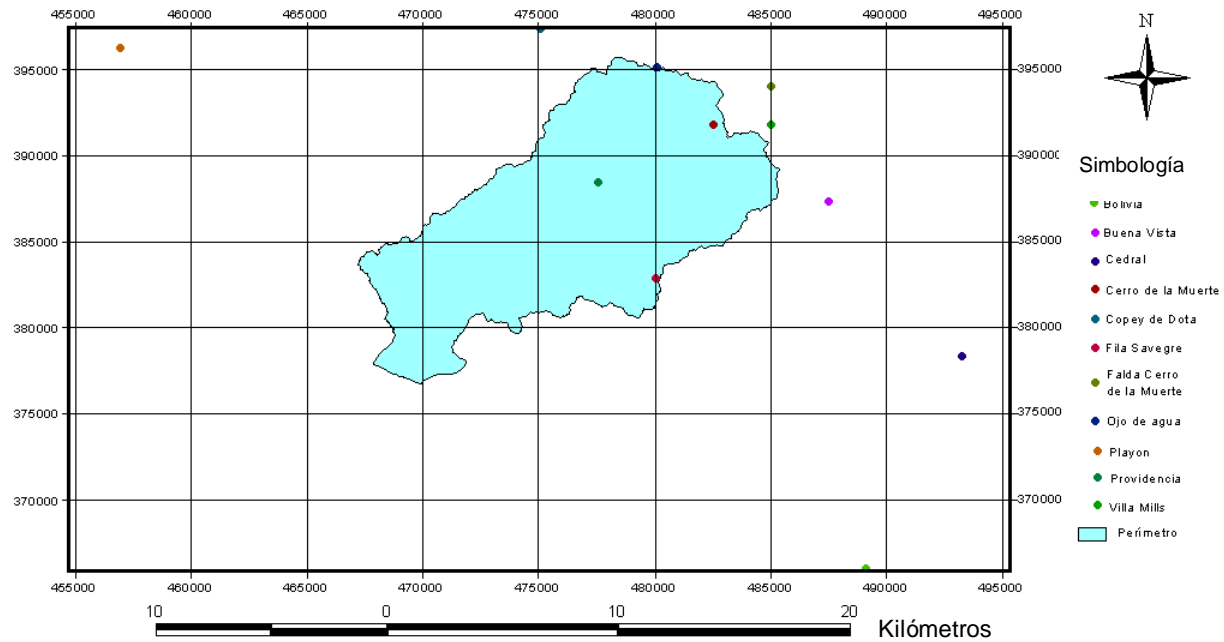 455000 460000 465000 470000 475000 480000 485000 490000 495000
N
395000 395000
390000 390000
385000 385000
380000 380000
375000 375000
370000 370000
455000 460000 465000 470000 475000 480000 485000 490000 495000
10 0 10 20
Kilómetros
Simbología
Bolivia
Buena Vista
Cedral
Cerro de la Muerte
Copey de Dota
Fila Savegre
Falda Cerro
de la Muerte
Ojo de agua
Playon
Providencia
Villa Mills
Perímetro